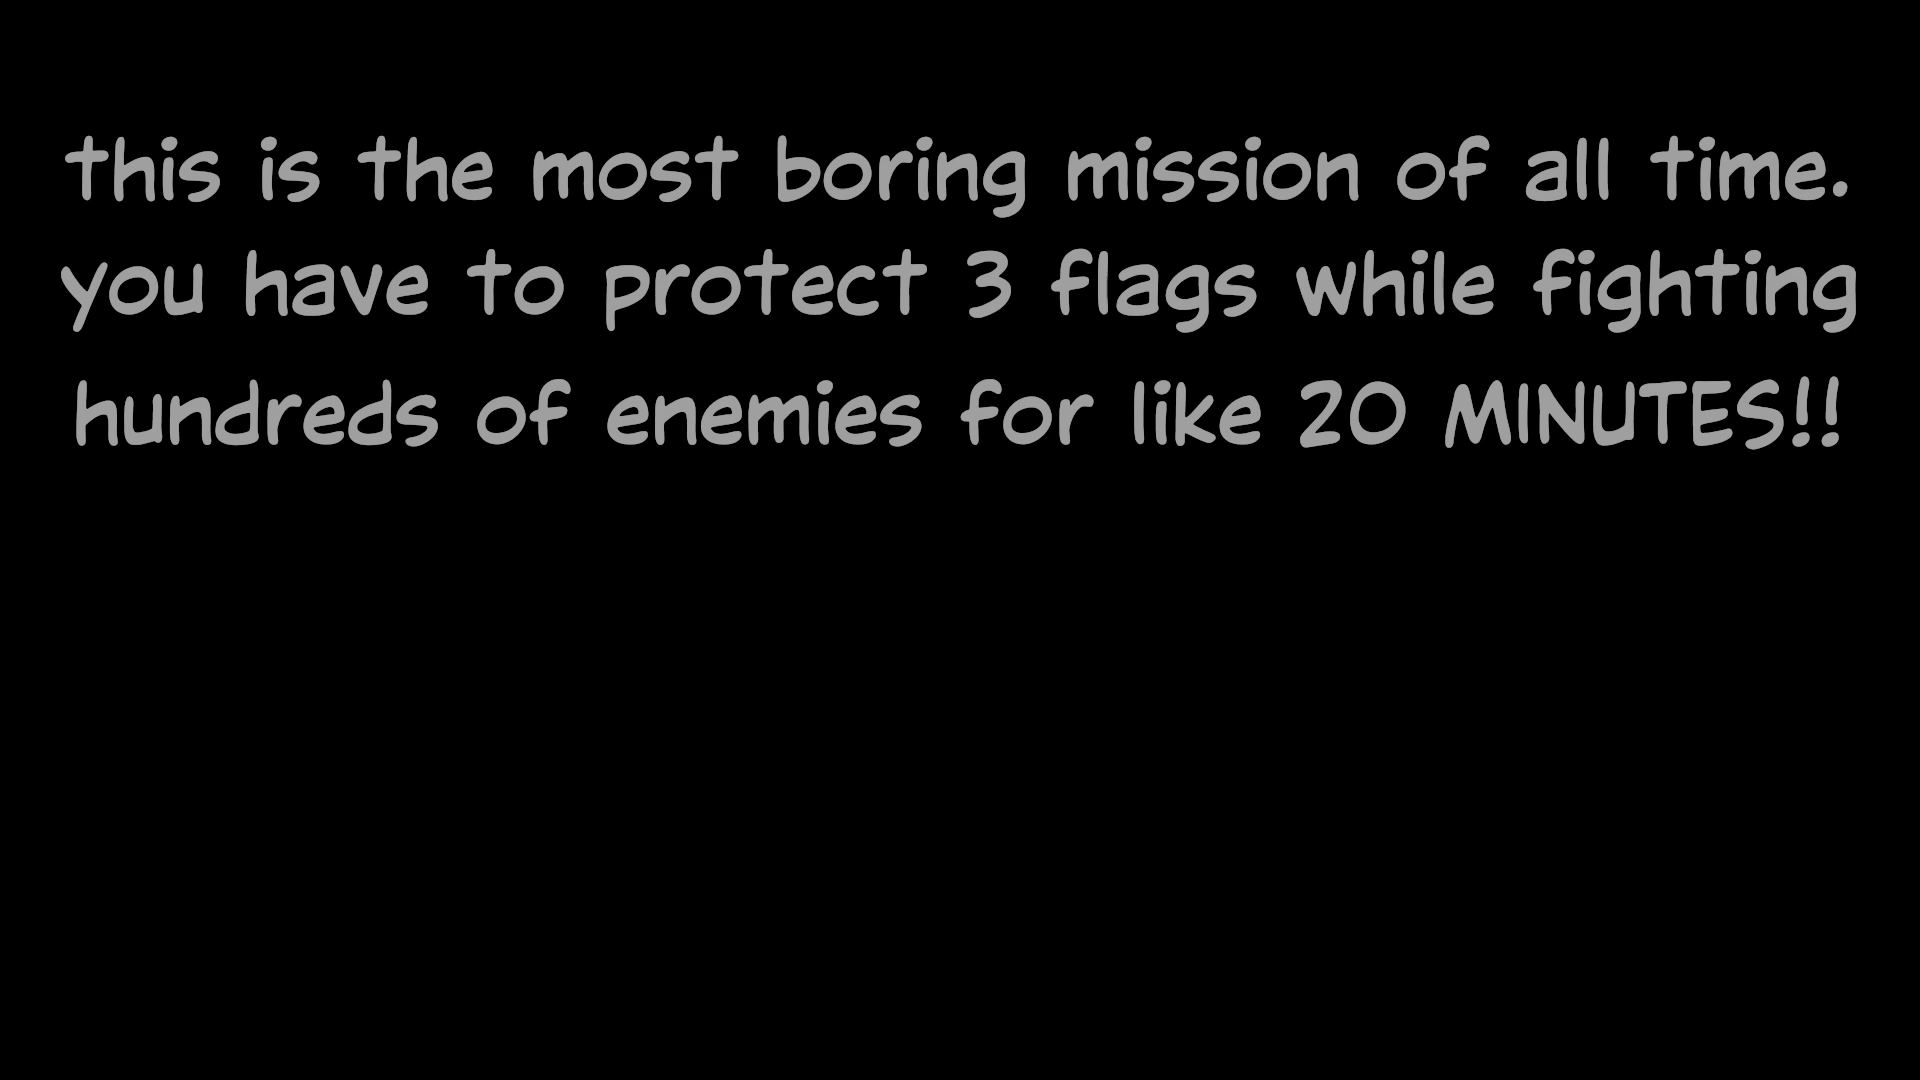 this is the most boring mission of all time.
you have to protect 3 flags while fighting
hundreds of enemies for like 20 MINUTES!!